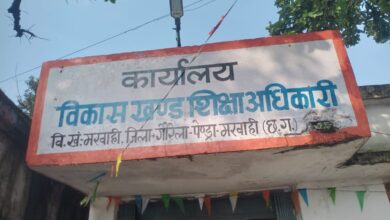 कार्यालय
विकास खण्ड शिक्षा अधिकारी
वि.खं.मरवाही, जिला-गौरेला-पेण्ड्रा-मरवाही (छ.ग.)